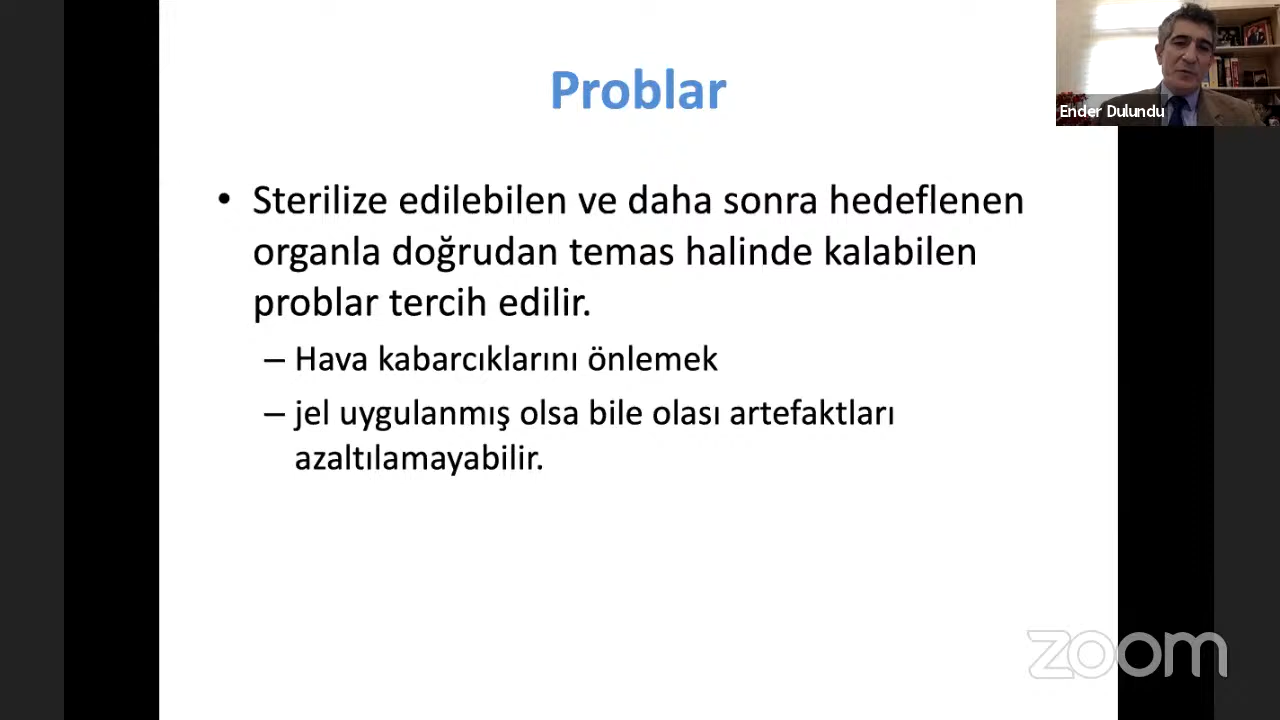 Problar
Ender Dulundu
• Sterilize edilebilen ve daha sonra hedeflenen
organla doğrudan temas halinde kalabilen
problar tercih edilir.
– Hava kabarcıklarını önlemek
– jel uygulanmış olsa bile olası artefaktları
azaltılamayabilir.
zoom